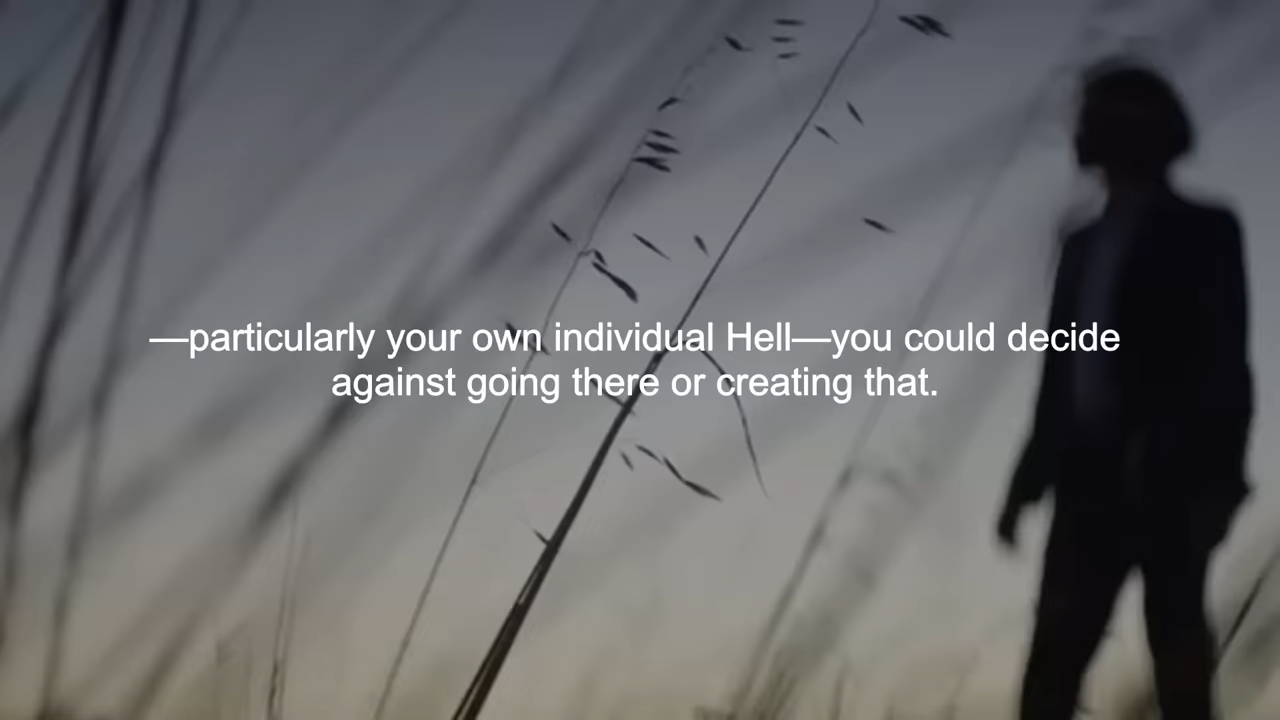 —particularly your own individual Hell—you could decide
against going there or creating that.